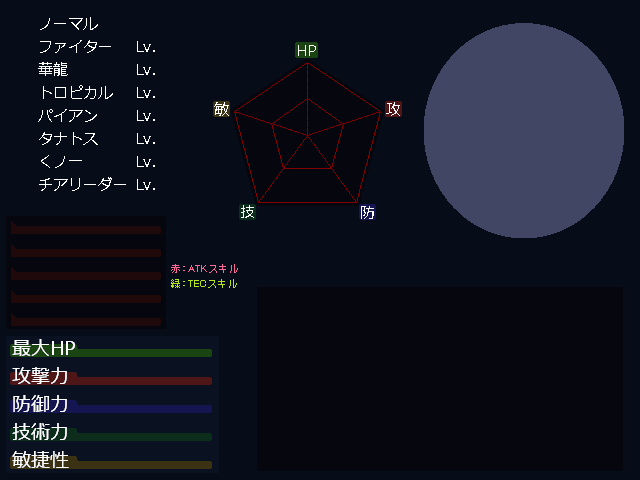 ノーマル
ファイター Lv.
華龍 Lv.
トロピカル Lv.
パイアン Lv.
タナトス Lv.
くノー Lv.
チアリーダー Lv.
HP
敏
攻
技
防
赤:ATKスキル
緑:TECスキル
最大HP
攻撃力
防御力
技術力
敏捷性